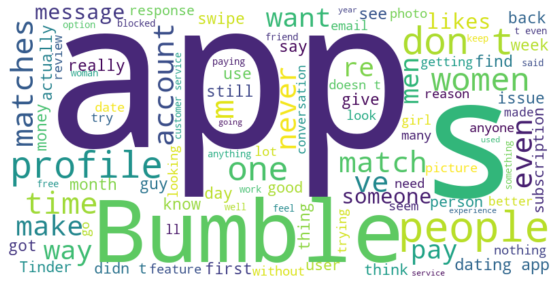 app
s
Bumble
people
don t
women
profile
account
matches
message
response
swipe
want
see
photo
likes
back
blocked
option
woman
review
actually
really
money
date
try
customer service
use
still
m
never
conversation
say
email
friend
paying
going
re
doesn t
give
look
men
getting
find
week
year
t even
keep
said
reason
issue
girl
many
anyone
made
used
even
subscription
something
picture
match
one
ve
someone
need
seem
person
better
nothing
experience
dating app
pay
time
month
free
guy
looking
anything
lot
day
work
good
know
well
feel
thing
trying
make
go
way
got
Tinder
didn t
feature
first
ll
without
user
think
service